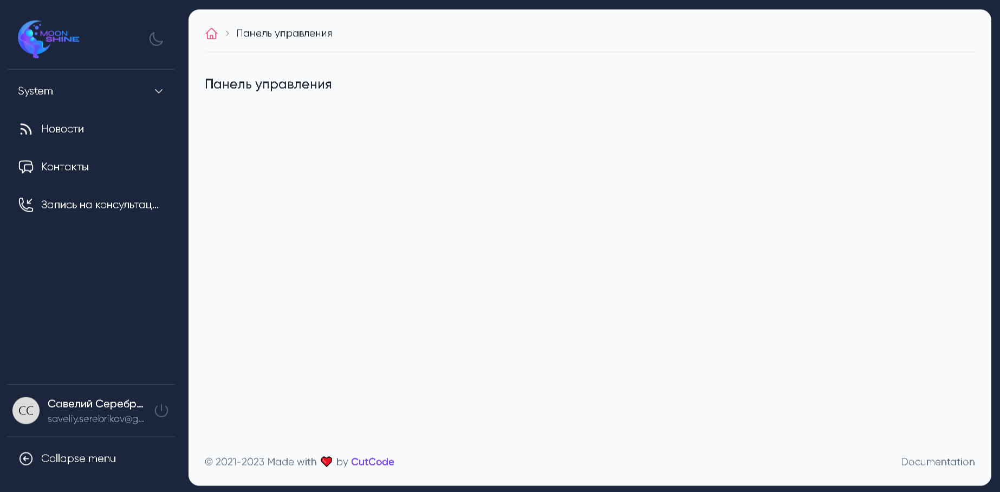 MOON
SHINE
System
Новости
Контакты
Запись на консультац...
СС
Савелий Серебр...
saveliy.serebrikov@g...
Collapse menu
Панель управления
Панель управления
© 2021-2023 Made with ❤ by CutCode
Documentation